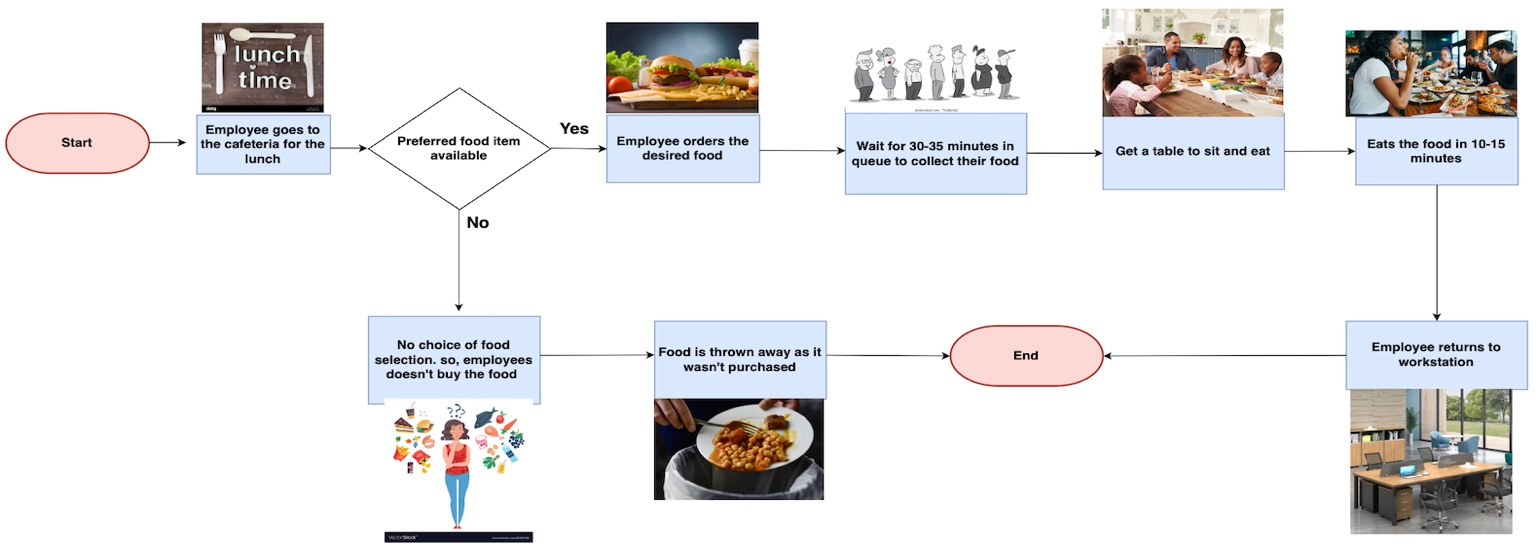 lunch
time
Start
Employee goes to
the cafeteria for the
lunch
Preferred food item
available
Yes
Employee orders the
desired food
Wait for 30-35 minutes in
queue to collect their food
Get a table to sit and eat
Eats the food in 10-15
minutes
No
No choice of food
selection. so, employees
doesn't buy the food
Food is thrown away as it
wasn't purchased
End
Employee returns to
workstation
VectorStock